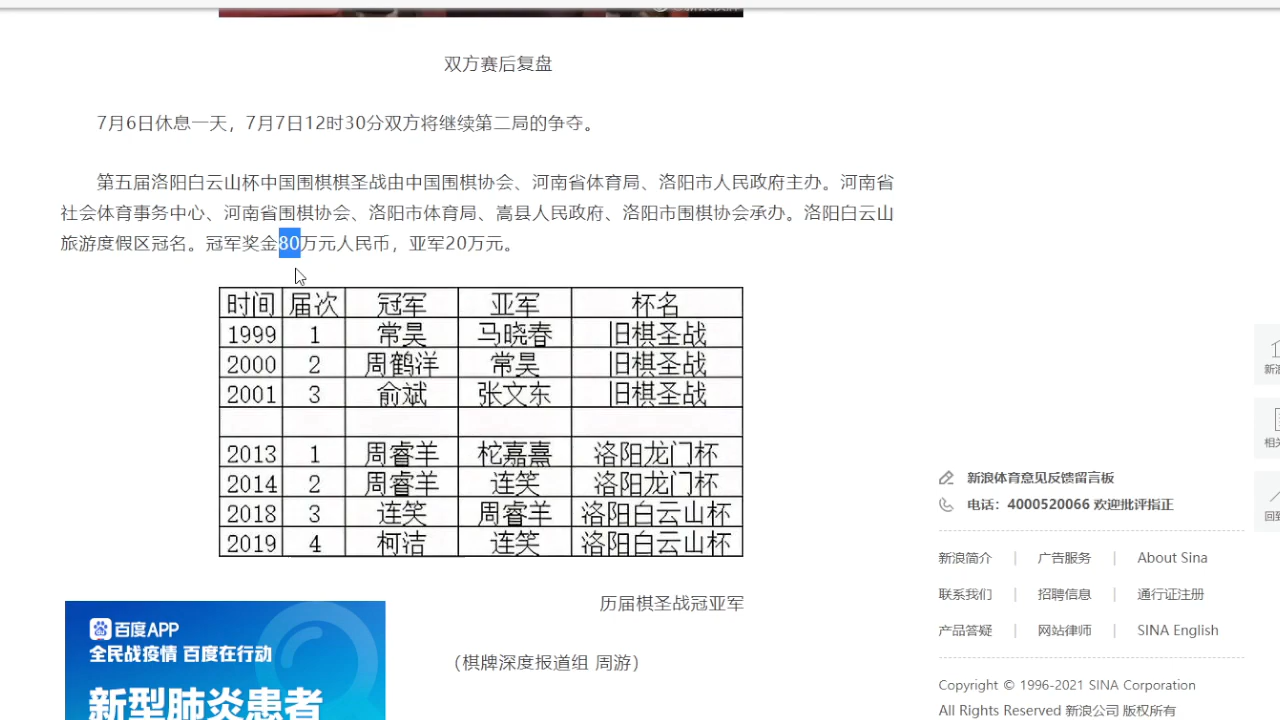 双方赛后复盘
7月6日休息一天，7月7日12时30分双方将继续第二局的争夺。
第五届洛阳白云山杯中国围棋棋圣战由中国围棋协会、河南省体育局、洛阳市人民政府主办。河南省
社会体育事务中心、河南省围棋协会、洛阳市体育局、嵩县人民政府、洛阳市围棋协会承办。洛阳白云山
旅游度假区冠名。冠军奖金80万元人民币，亚军20万元。
时间 届次 冠军 亚军 杯名
1999 1 常昊 马晓春 旧棋圣战
2000 2 周鹤洋 常昊 旧棋圣战
2001 3 俞斌 张文东 旧棋圣战
2013 1 周睿羊 柁嘉熹 洛阳龙门杯
2014 2 周睿羊 连笑 洛阳龙门杯
2018 3 连笑 周睿羊 洛阳白云山杯
2019 4 柯洁 连笑 洛阳白云山杯
历届棋圣战冠亚军
（棋牌深度报道组 周游）
百度APP
全民战疫情 百度在行动
新型肺炎患者
新浪体育意见反馈留言板
电话：4000520066 欢迎批评指正
新浪简介 | 广告服务 | About Sina
联系我们 | 招聘信息 | 通行证注册
产品答疑 | 网站律师 | SINA English
Copyright © 1996-2021 SINA Corporation
All Rights Reserved 新浪公司 版权所有